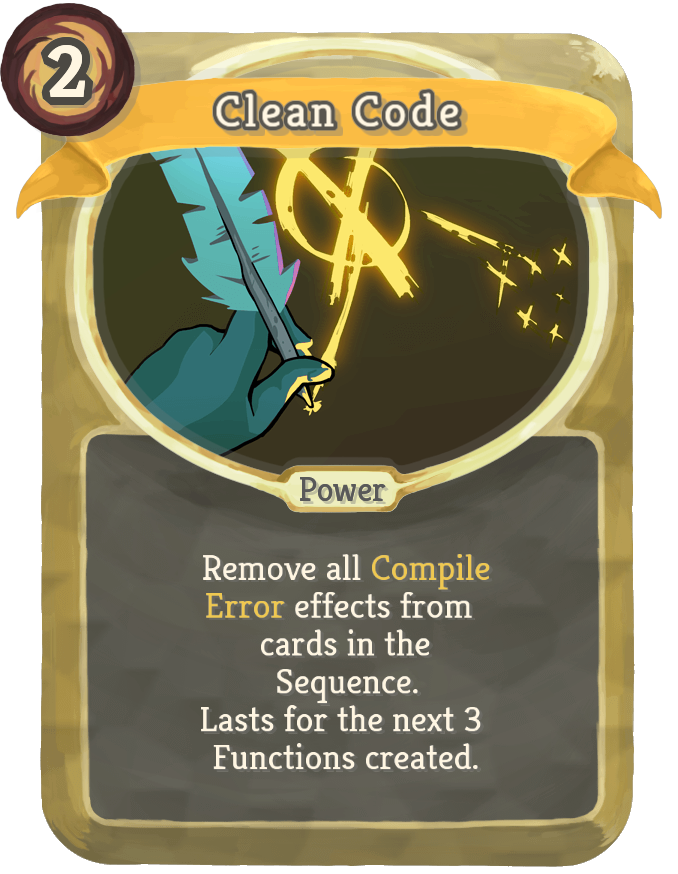 2
Clean Code
Power
Remove all Compile
Error effects from
cards in the
Sequence.
Lasts for the next 3
Functions created.